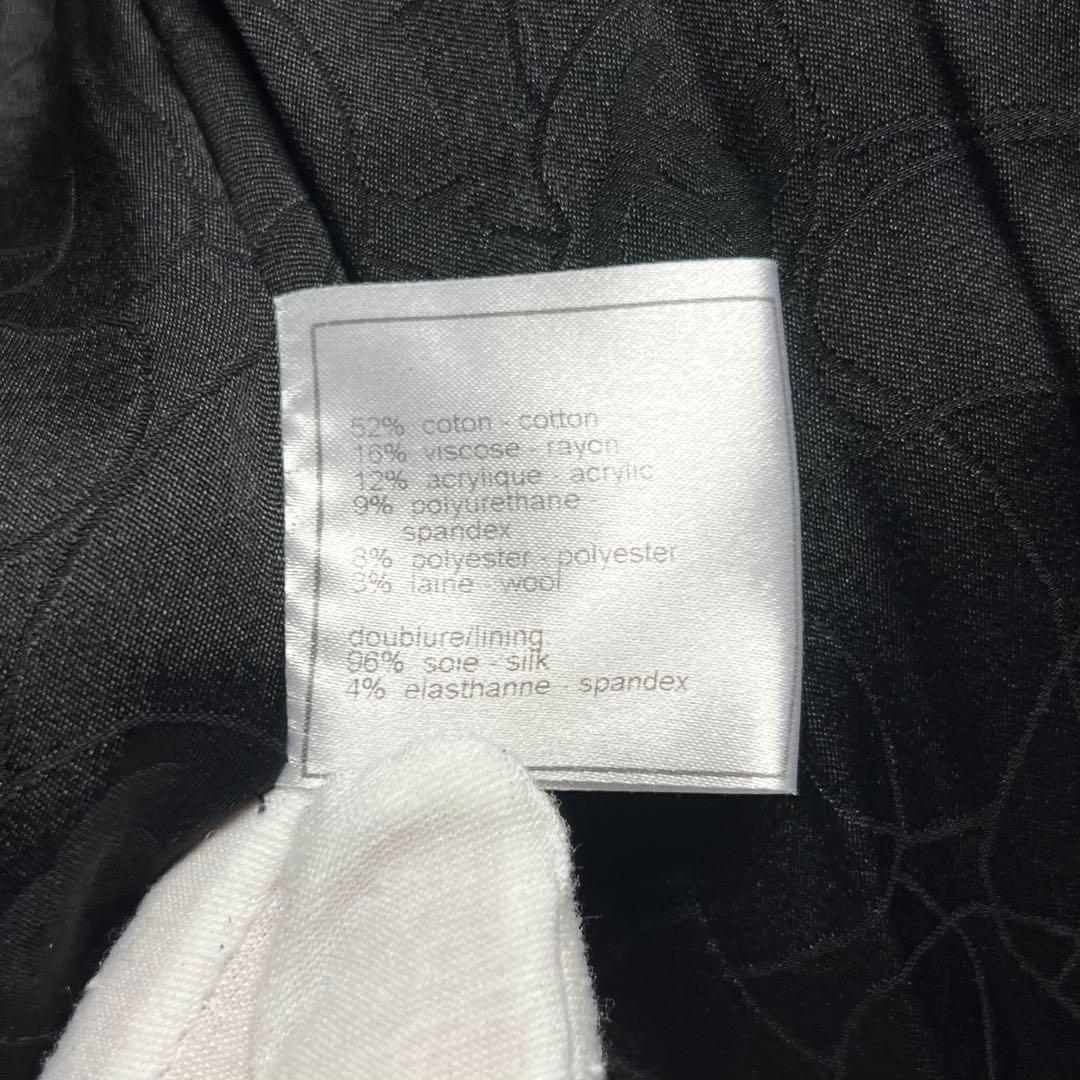 52% coton - cotton
16% viscose - rayon
12% acrylique - acrylic
9% polyurethane -
spandex
8% polyester - polyester
3% laine - wool
doublure/lining
96% soie - silk
4% elasthanne - spandex